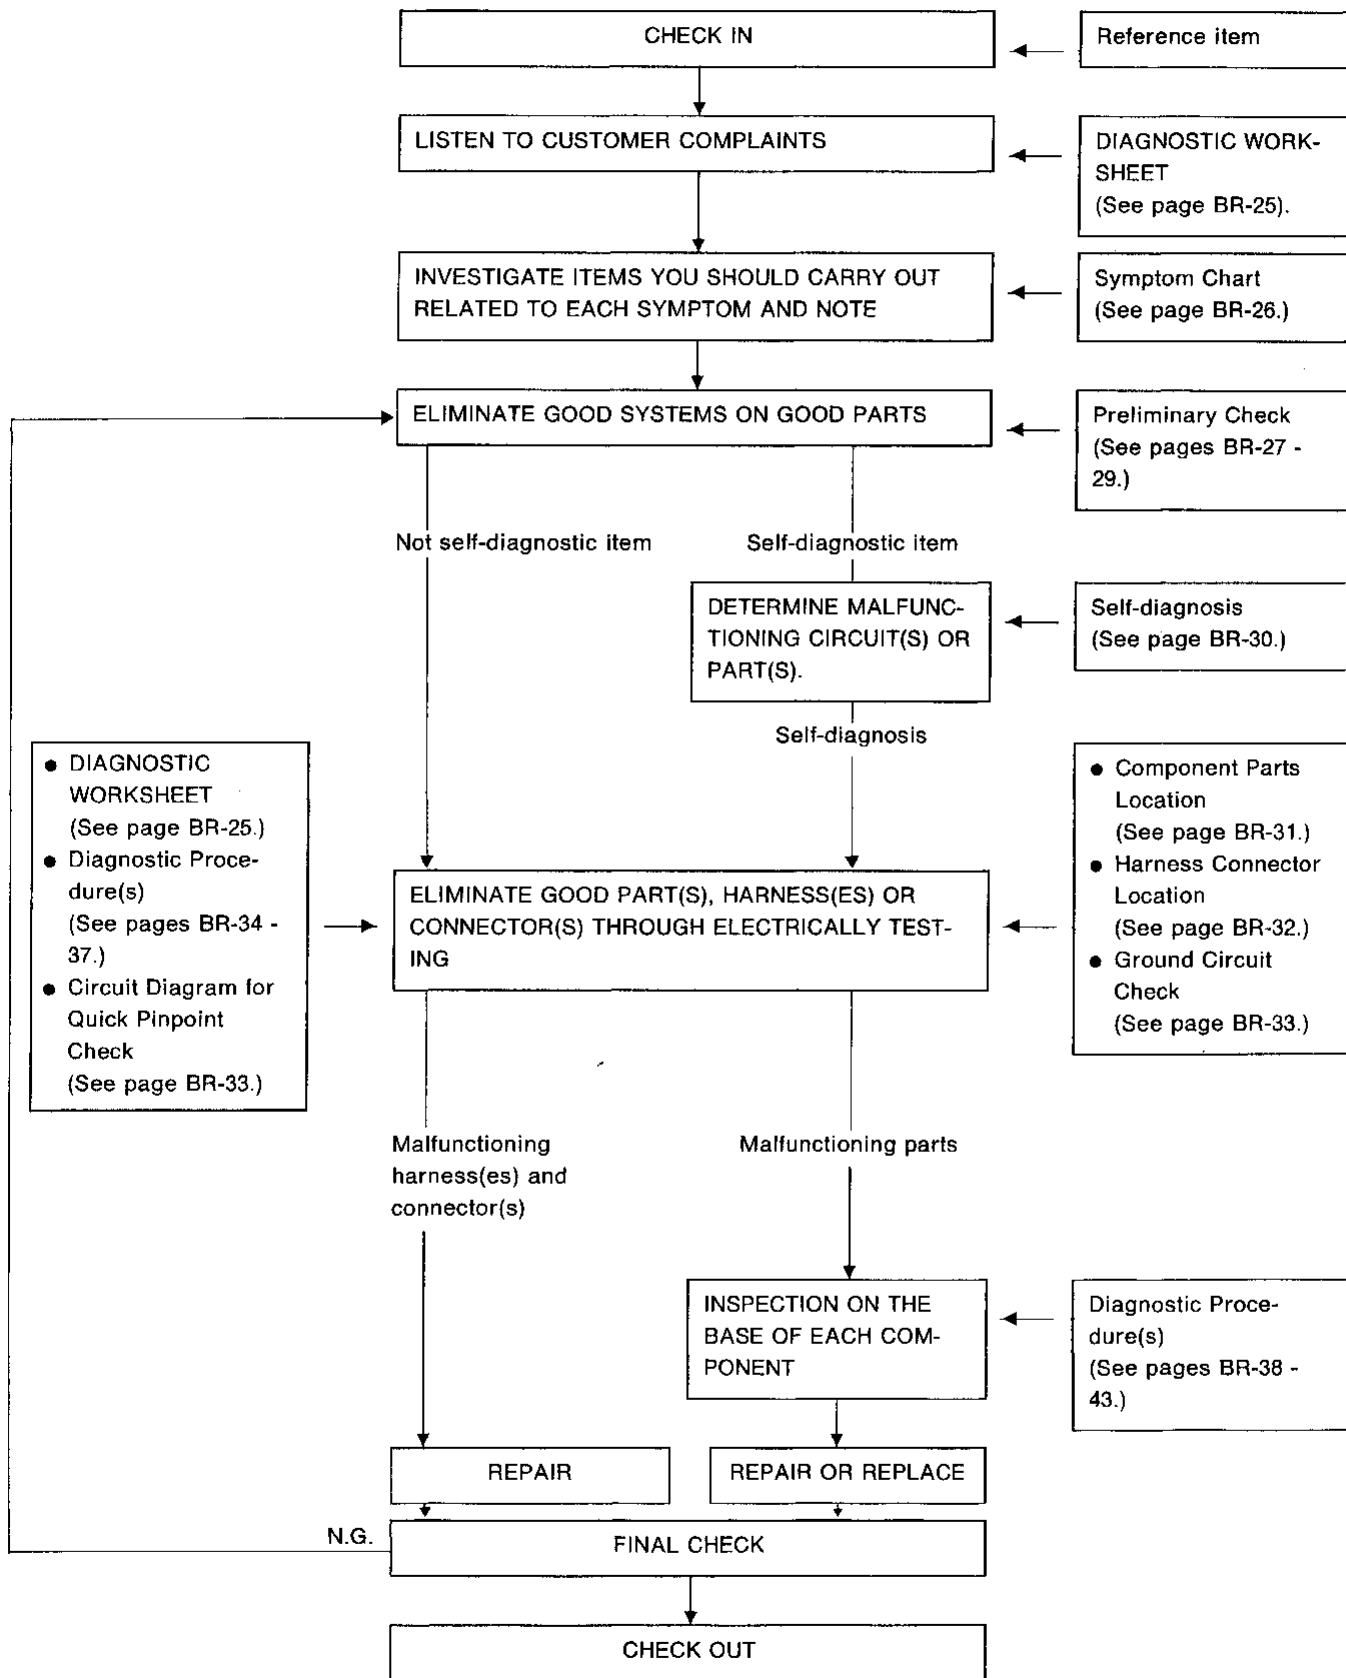 CHECK IN
Reference item
LISTEN TO CUSTOMER COMPLAINTS
DIAGNOSTIC WORK-
SHEET
(See page BR-25).
INVESTIGATE ITEMS YOU SHOULD CARRY OUT
RELATED TO EACH SYMPTOM AND NOTE
Symptom Chart
(See page BR-26.)
ELIMINATE GOOD SYSTEMS ON GOOD PARTS
Preliminary Check
(See pages BR-27 -
29.)
Not self-diagnostic item
Self-diagnostic item
DETERMINE MALFUNC-
TIONING CIRCUIT(S) OR
PART(S).
Self-diagnosis
(See page BR-30.)
Self-diagnosis
● DIAGNOSTIC
WORKSHEET
(See page BR-25.)
● Diagnostic Proce-
dure(s)
(See pages BR-34 -
37.)
● Circuit Diagram for
Quick Pinpoint
Check
(See page BR-33.)
ELIMINATE GOOD PART(S), HARNESS(ES) OR
CONNECTOR(S) THROUGH ELECTRICALLY TEST-
ING
● Component Parts
Location
(See page BR-31.)
● Harness Connector
Location
(See page BR-32.)
● Ground Circuit
Check
(See page BR-33.)
Malfunctioning
harness(es) and
connector(s)
Malfunctioning parts
INSPECTION ON THE
BASE OF EACH COM-
PONENT
Diagnostic Proce-
dure(s)
(See pages BR-38 -
43.)
REPAIR
REPAIR OR REPLACE
N.G.
FINAL CHECK
CHECK OUT